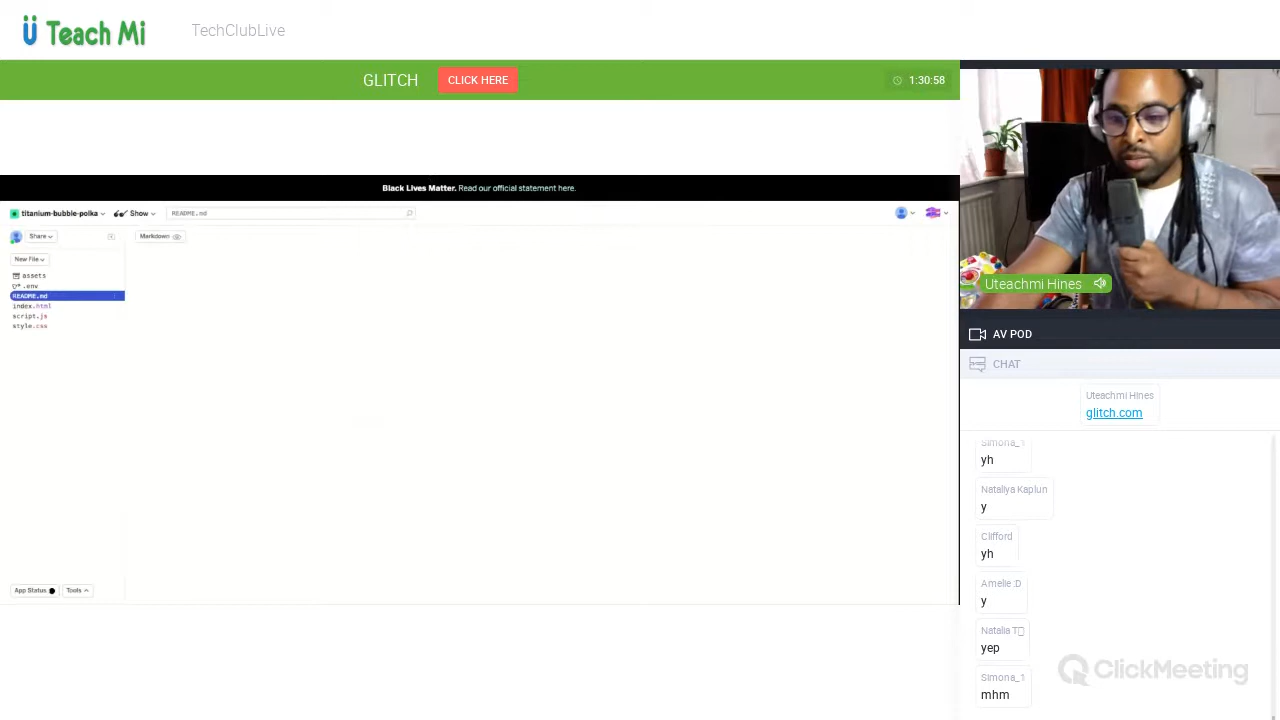 Ü Teach Mi
TechClubLive
GLITCH
CLICK HERE
1:30:58
Black Lives Matter. Read our official statement here.
titanium-bubble-polka
Show
README.md
Share
Markdown
New File
assets
.env
README.md
index.html
script.js
style.css
App Status
Tools
Uteachmi Hines
AV POD
CHAT
Uteachmi Hines
glitch.com
Simona_1
yh
Nataliya Kaplun
y
Clifford
yh
Amelie :D
y
Natalia T
yep
Simona_1
mhm
ClickMeeting